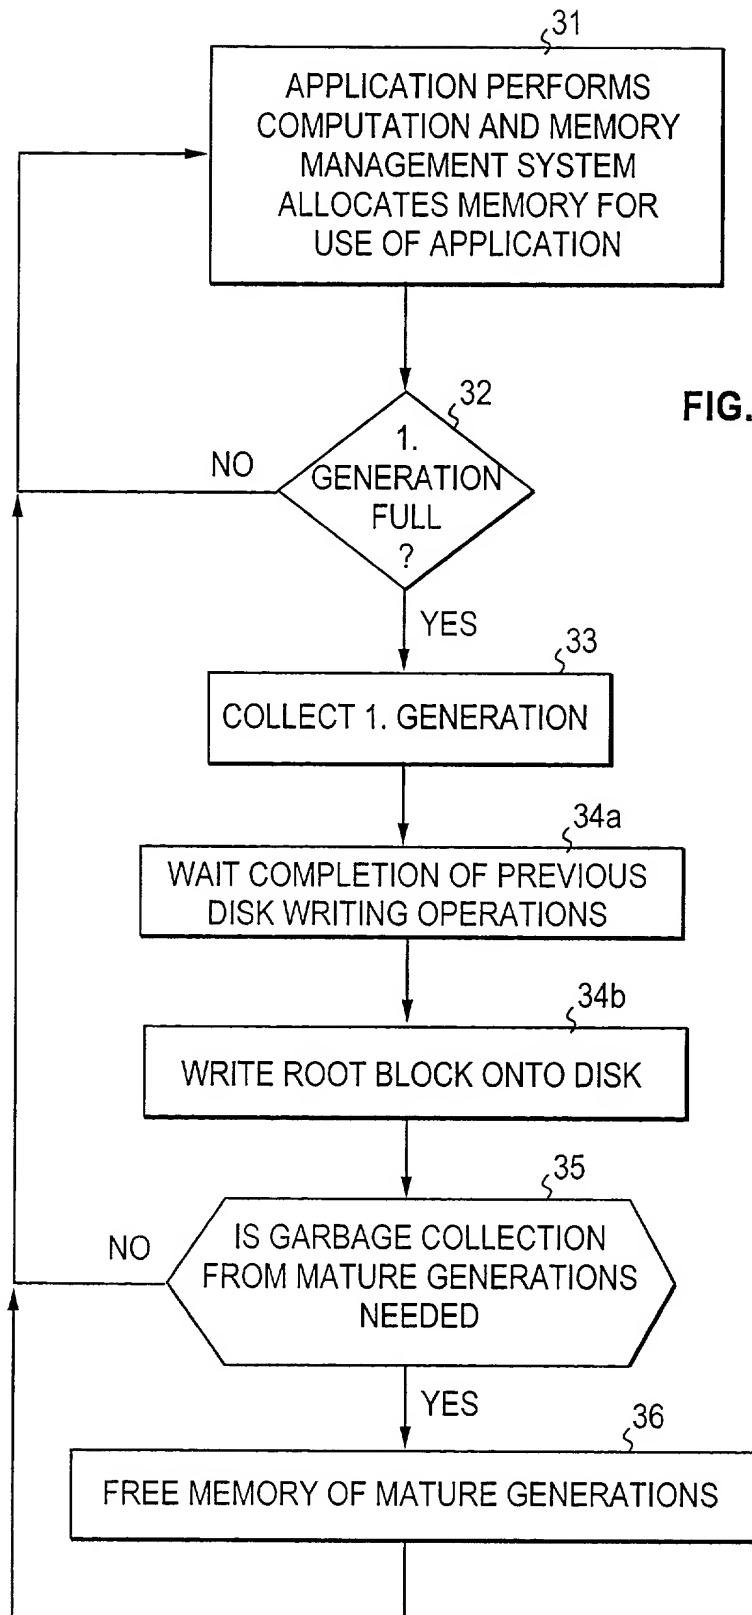 31
APPLICATION PERFORMS
COMPUTATION AND MEMORY
MANAGEMENT SYSTEM
ALLOCATES MEMORY FOR
USE OF APPLICATION
32
FIG.
1.
GENERATION
FULL
?
NO
YES
33
COLLECT 1. GENERATION
34a
WAIT COMPLETION OF PREVIOUS
DISK WRITING OPERATIONS
34b
WRITE ROOT BLOCK ONTO DISK
35
IS GARBAGE COLLECTION
FROM MATURE GENERATIONS
NEEDED
NO
YES
36
FREE MEMORY OF MATURE GENERATIONS